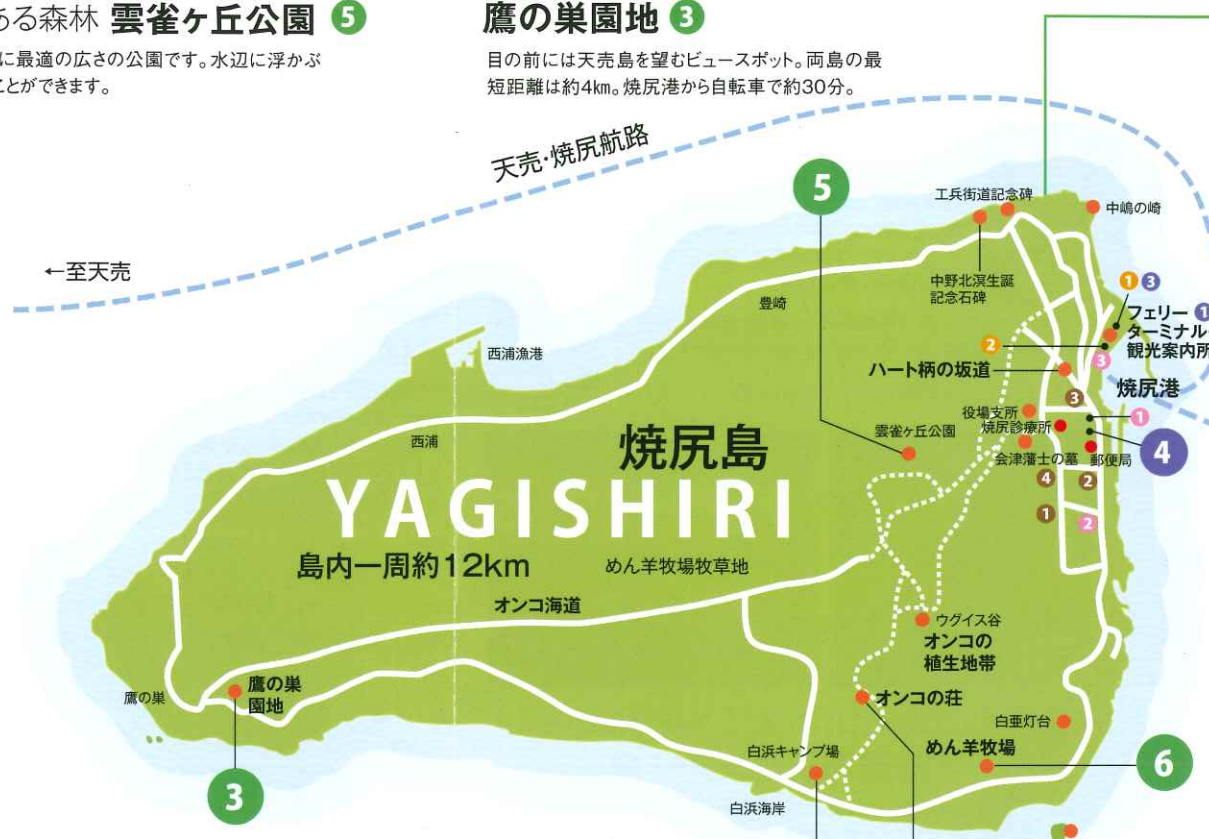 ある森林 雲雀ヶ丘公園 5
に最適の広さの公園です。水辺に浮かぶ
ことができます。
鷹の巣園地 3
目の前には天売島を望むビュースポット。両島の最
短距離は約4㎞。焼尻港から自転車で約30分。
天売・焼尻航路
←至天売
5
工兵街道記念碑
中嶋の崎
中野北溟生誕
記念石碑
豊崎
1 3
フェリー 1
ターミナル
観光案内所
2
3
西浦漁港
ハート柄の坂道
焼尻港
3
役場支所
1
焼尻診療所
雲雀ヶ丘公園
西浦
会津藩士の墓
郵便局
4
焼尻島
YAGISHIRI
4
2
1
2
島内一周約12km
めん羊牧場牧草地
オンコ海道
ウグイス谷
オンコの
植生地帯
鷹の巣
鷹の巣
園地
オンコの荘
白亜灯台
めん羊牧場
白浜キャンプ場
6
3
白浜海岸